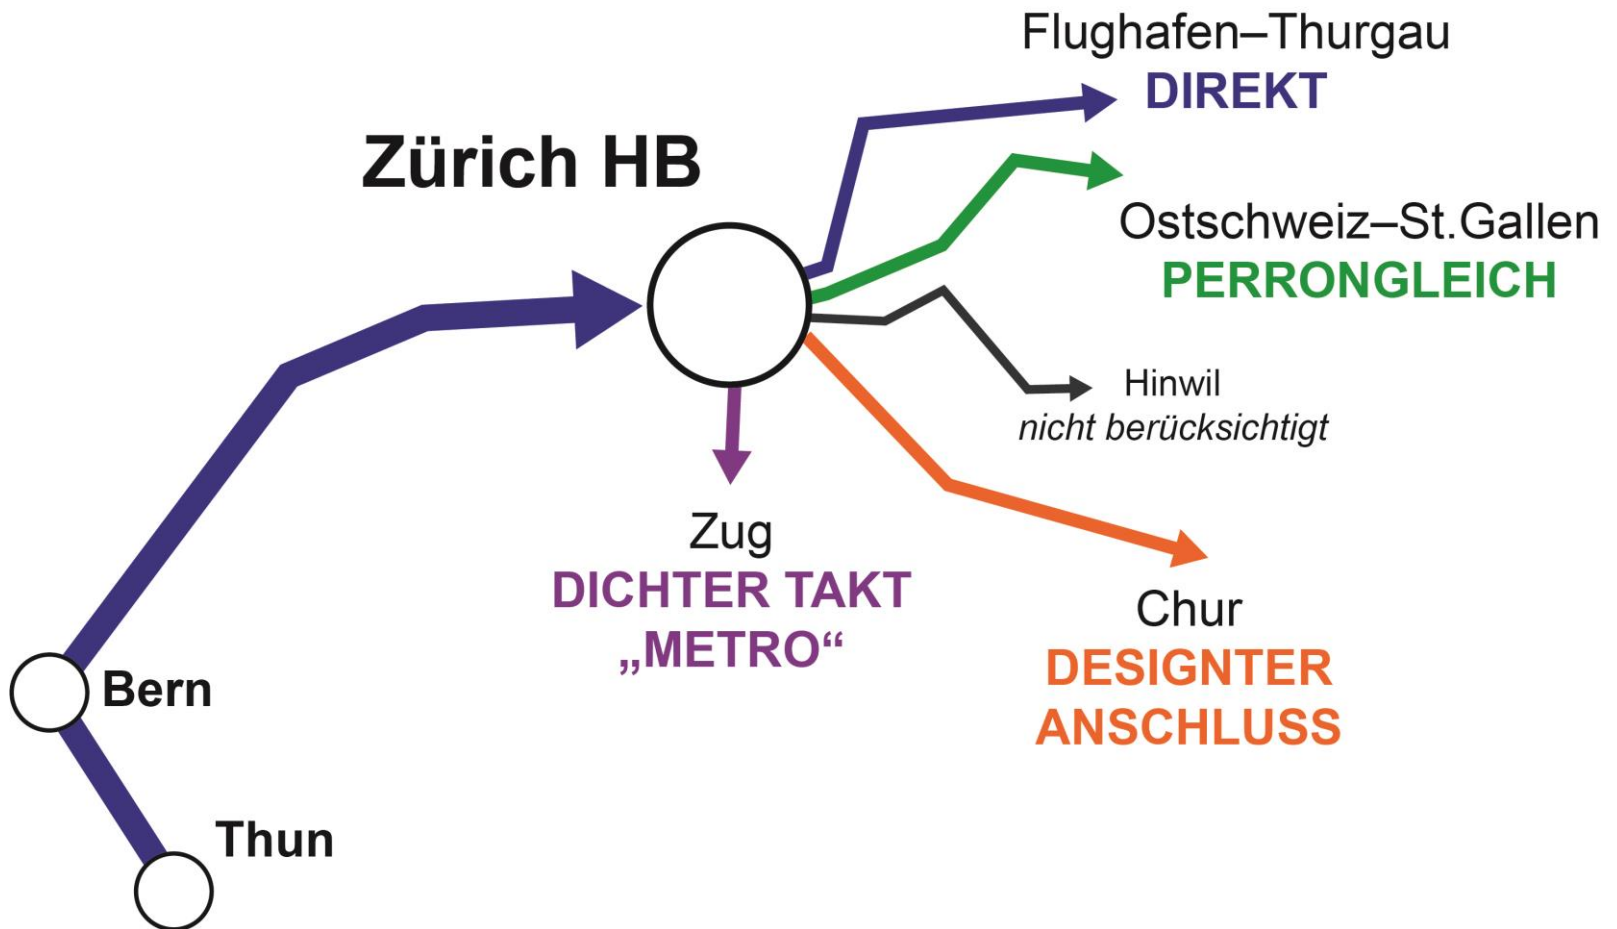 Flughafen–Thurgau
DIREKT
Zürich HB
Ostschweiz–St.Gallen
PERRONGLEICH
Hinwil
nicht berücksichtigt
Zug
DICHTER TAKT
„METRO“
Chur
DESIGNTER
ANSCHLUSS
Bern
Thun